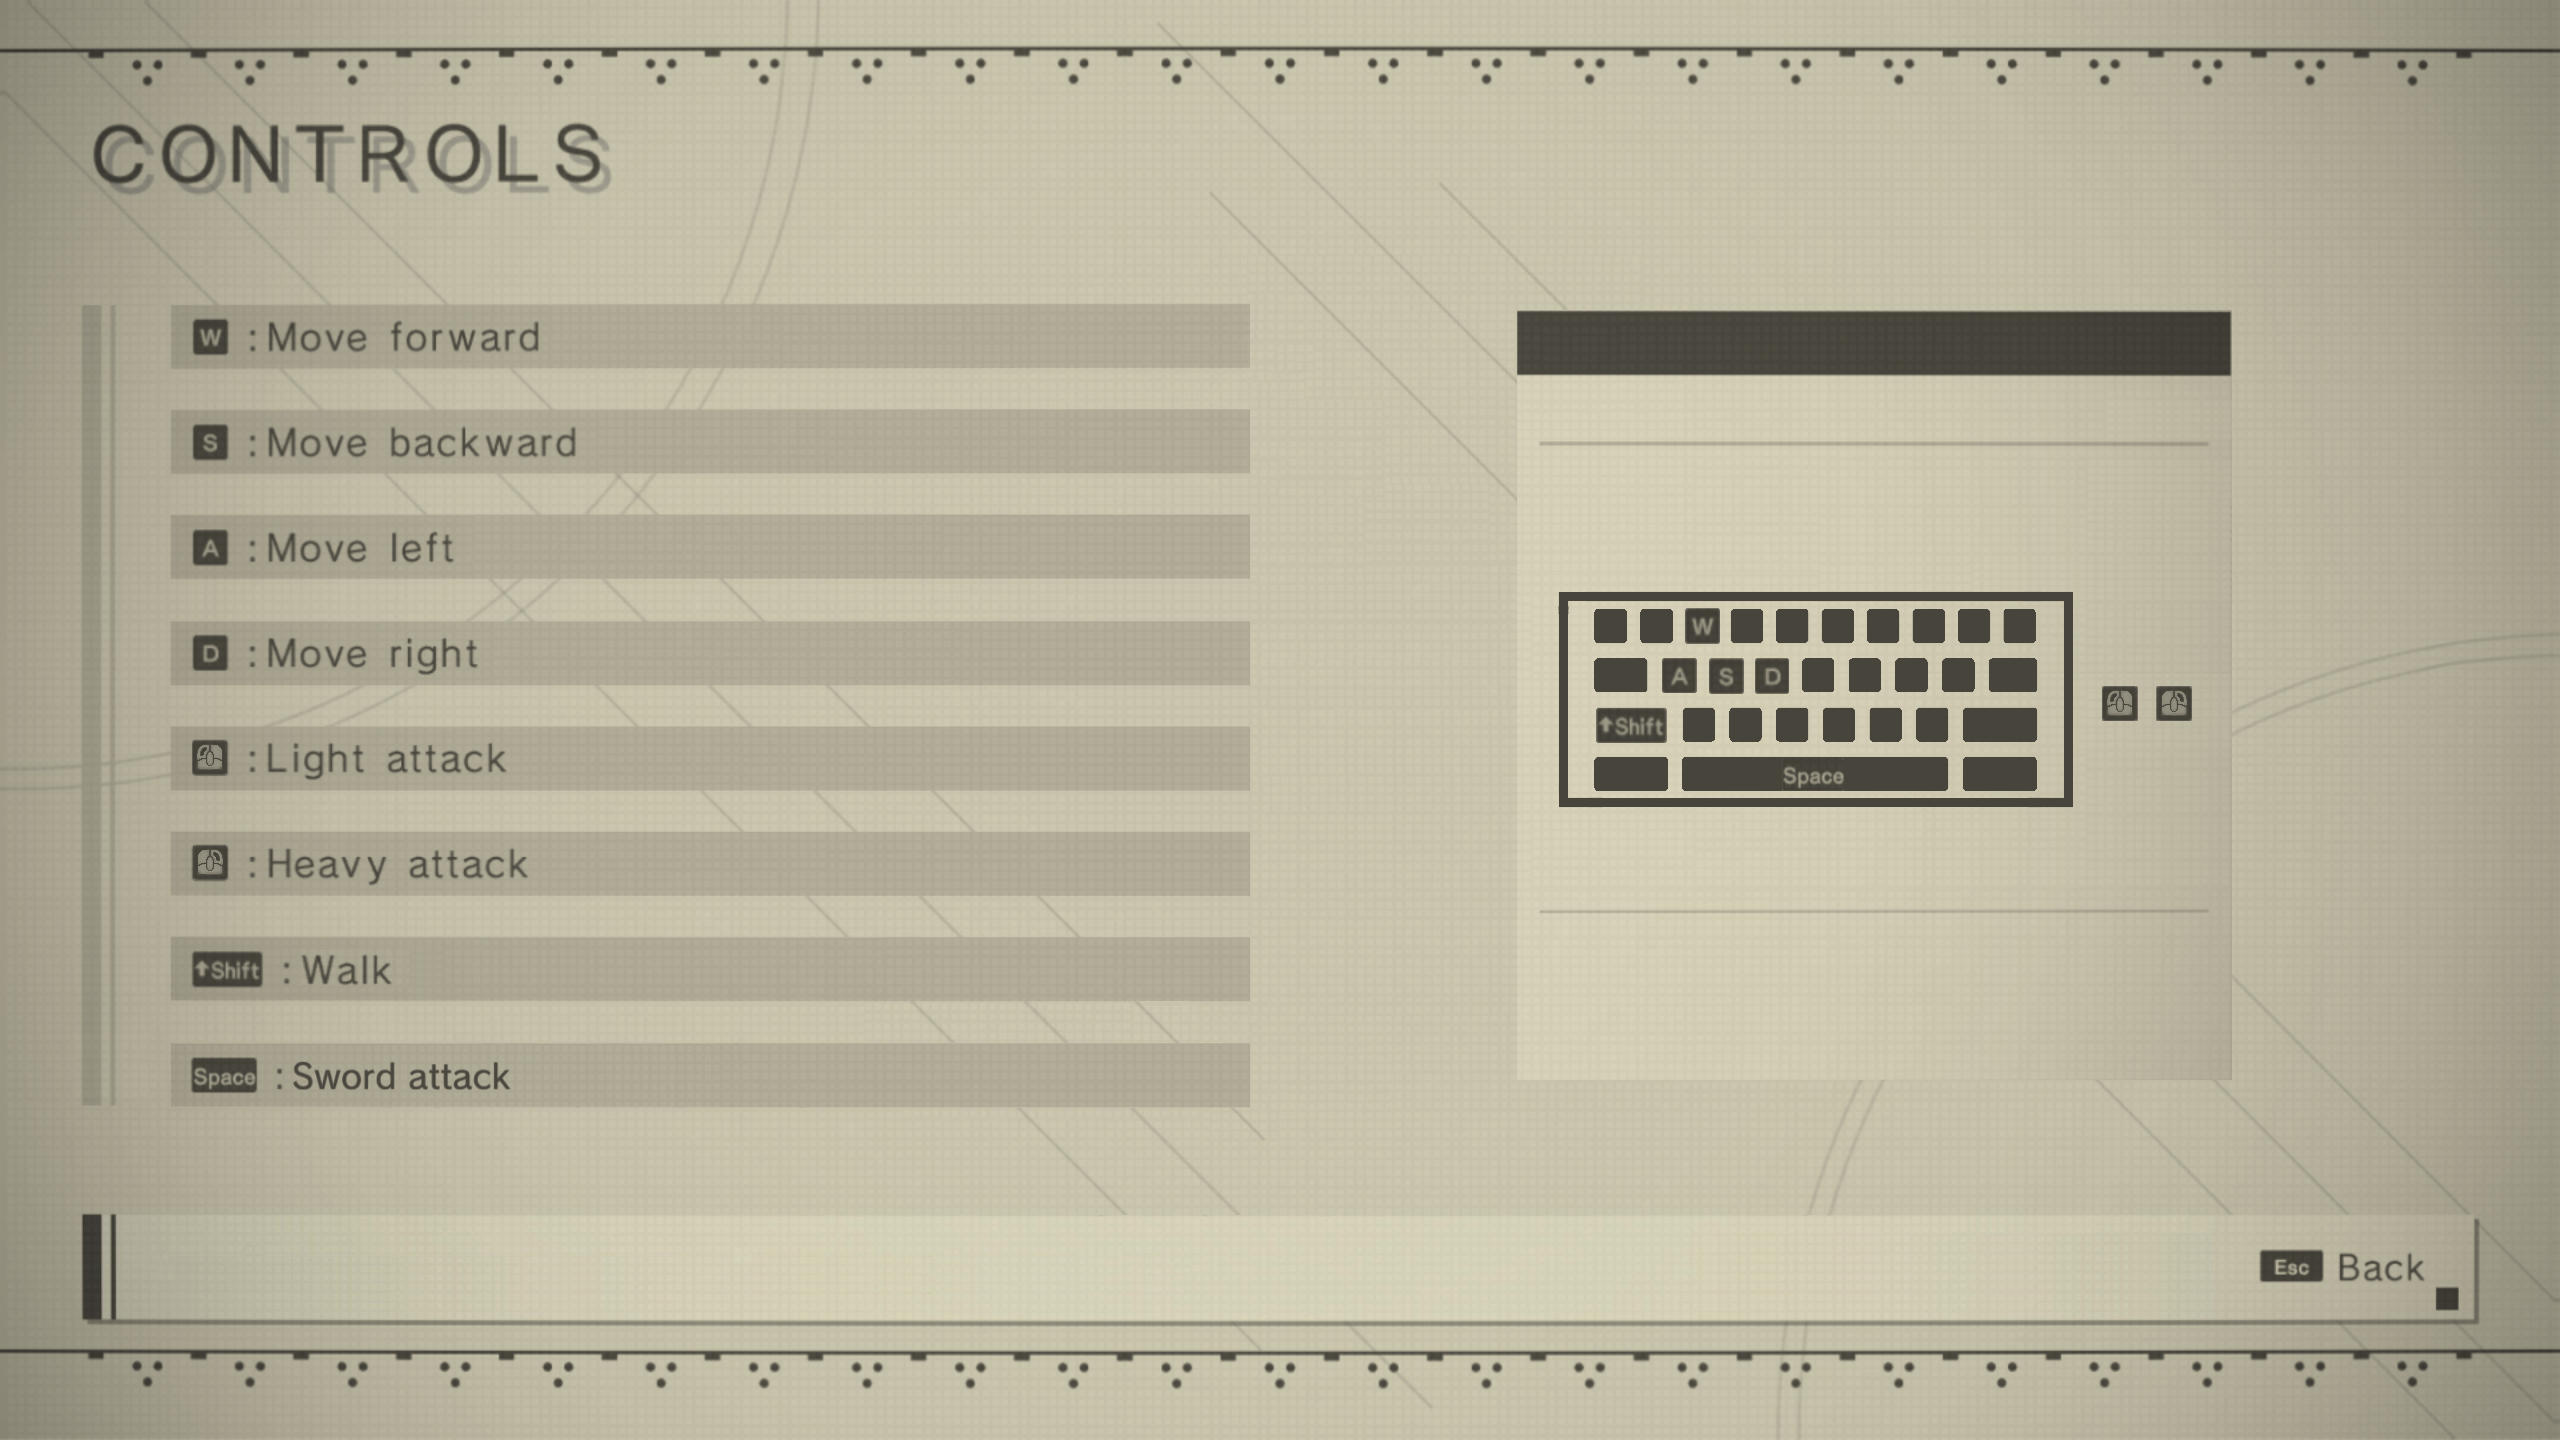 CONTROLS
W :Move forward
S :Move backward
A :Move left
D :Move right
:Light attack
:Heavy attack
Shift :Walk
Space :Sword attack
W
A S D
Shift
Space
Esc Back